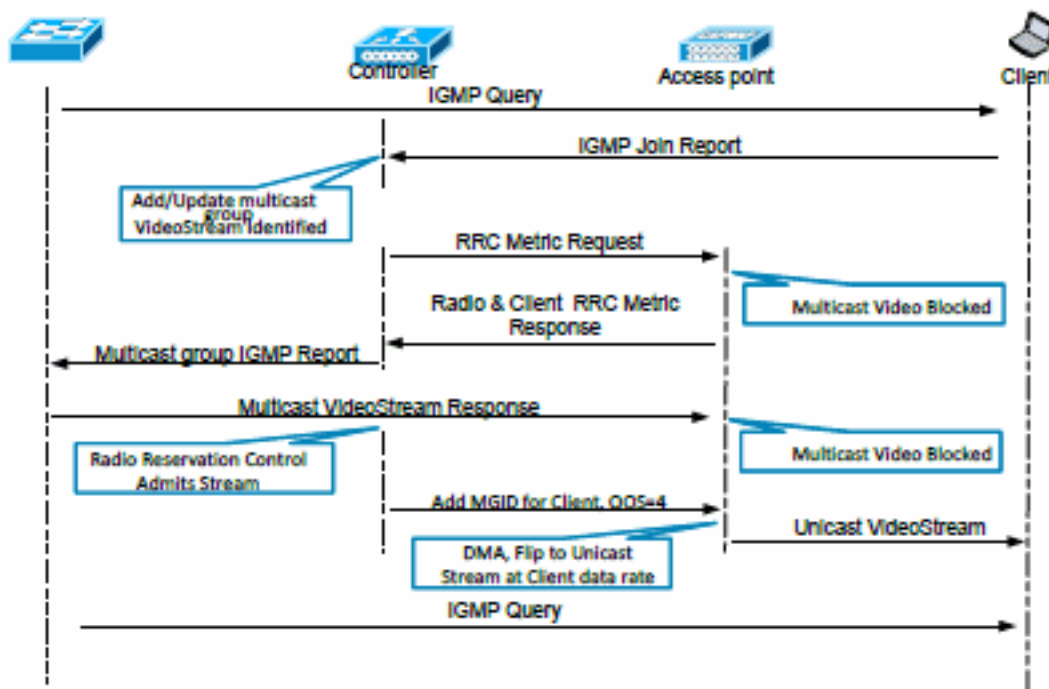 Controller
Access point
Client
IGMP Query
IGMP Join Report
Add/Update multicast
group
VideoStream Identified
RRC Metric Request
Multicast Video Blocked
Radio & Client RRC Metric
Response
Multicast group IGMP Report
Multicast VideoStream Response
Radio Reservation Control
Admits Stream
Multicast Video Blocked
Add MGID for Client, QOS=4
Unicast VideoStream
DMA, Flip to Unicast
Stream at Client data rate
IGMP Query